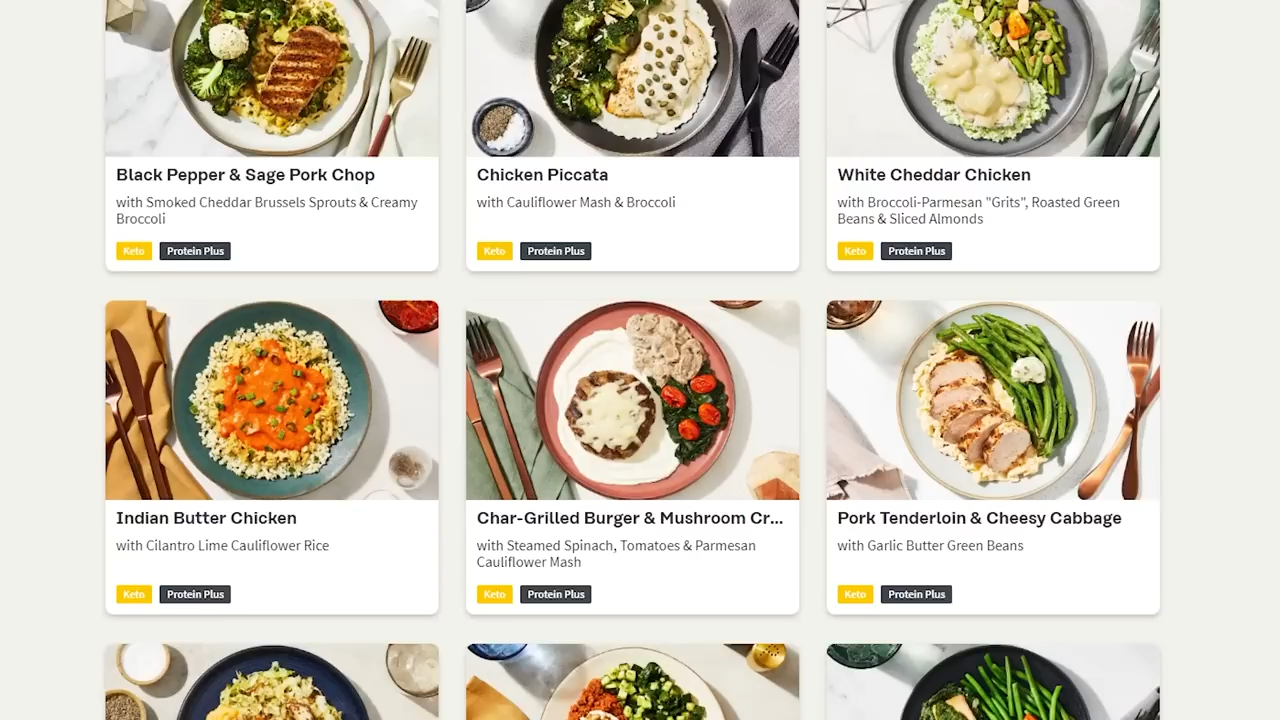 Black Pepper & Sage Pork Chop
with Smoked Cheddar Brussels Sprouts & Creamy
Broccoli
Keto Protein Plus
Chicken Piccata
with Cauliflower Mash & Broccoli
Keto Protein Plus
White Cheddar Chicken
with Broccoli-Parmesan "Grits", Roasted Green
Beans & Sliced Almonds
Keto Protein Plus
Indian Butter Chicken
with Cilantro Lime Cauliflower Rice
Keto Protein Plus
Char-Grilled Burger & Mushroom Cr...
with Steamed Spinach, Tomatoes & Parmesan
Cauliflower Mash
Keto Protein Plus
Pork Tenderloin & Cheesy Cabbage
with Garlic Butter Green Beans
Keto Protein Plus